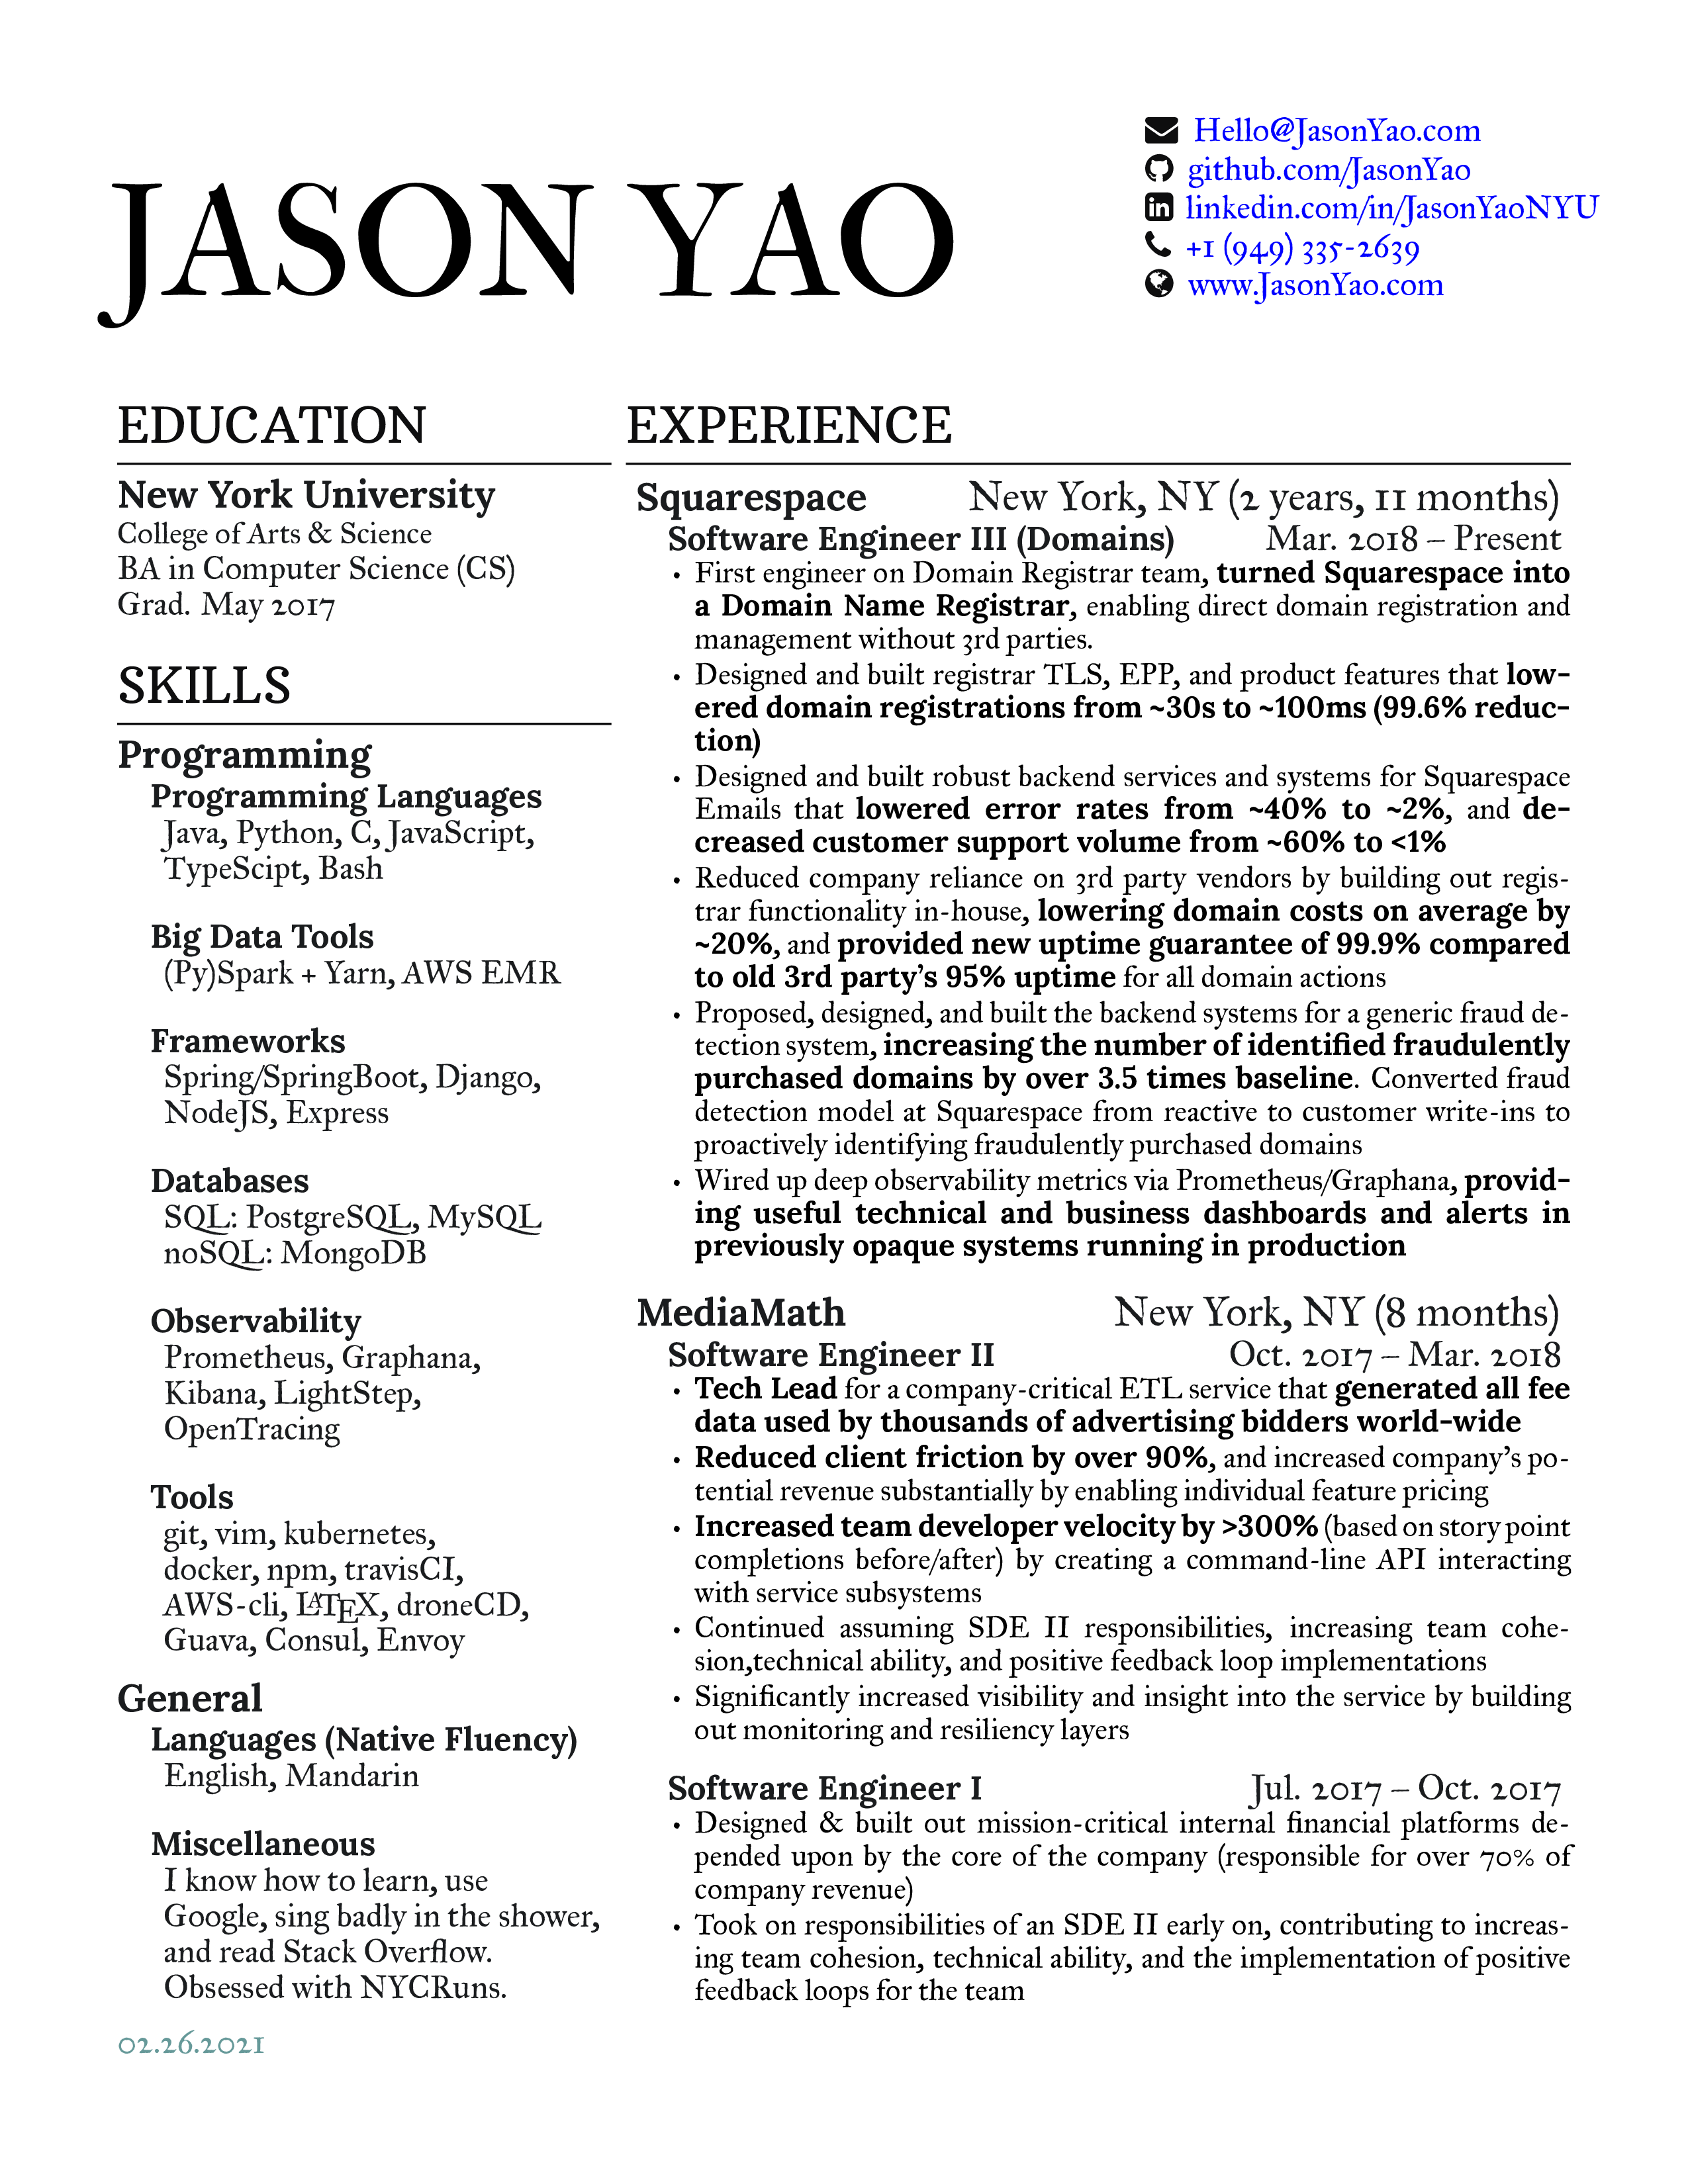 JASON YAO
Hello@JasonYao.com
github.com/JasonYao
linkedin.com/in/JasonYaoNYU
+1 (949) 335-2639
www.JasonYao.com
EDUCATION
New York University
College of Arts & Science
BA in Computer Science (CS)
Grad. May 2017
SKILLS
Programming
Programming Languages
Java, Python, C, JavaScript,
TypeScipt, Bash
Big Data Tools
(Py)Spark + Yarn, AWS EMR
Frameworks
Spring/SpringBoot, Django,
NodeJS, Express
Databases
SQL: PostgreSQL, MySQL
noSQL: MongoDB
Observability
Prometheus, Graphana,
Kibana, LightStep,
OpenTracing
Tools
git, vim, kubernetes,
docker, npm, travisCI,
AWS-cli, LATEX, droneCD,
Guava, Consul, Envoy
General
Languages (Native Fluency)
English, Mandarin
Miscellaneous
I know how to learn, use
Google, sing badly in the shower,
and read Stack Overflow.
Obsessed with NYCRuns.
02.26.2021
EXPERIENCE
Squarespace New York, NY (2 years, 11 months)
Software Engineer III (Domains) Mar. 2018 – Present
• First engineer on Domain Registrar team, turned Squarespace into
a Domain Name Registrar, enabling direct domain registration and
management without 3rd parties.
• Designed and built registrar TLS, EPP, and product features that low-
ered domain registrations from ~30s to ~100ms (99.6% reduc-
tion)
• Designed and built robust backend services and systems for Squarespace
Emails that lowered error rates from ~40% to ~2%, and de-
creased customer support volume from ~60% to <1%
• Reduced company reliance on 3rd party vendors by building out regis-
trar functionality in-house, lowering domain costs on average by
~20%, and provided new uptime guarantee of 99.9% compared
to old 3rd party's 95% uptime for all domain actions
• Proposed, designed, and built the backend systems for a generic fraud de-
tection system, increasing the number of identified fraudulently
purchased domains by over 3.5 times baseline. Converted fraud
detection model at Squarespace from reactive to customer write-ins to
proactively identifying fraudulently purchased domains
• Wired up deep observability metrics via Prometheus/Graphana, provid-
ing useful technical and business dashboards and alerts in
previously opaque systems running in production
MediaMath New York, NY (8 months)
Software Engineer II Oct. 2017 – Mar. 2018
• Tech Lead for a company-critical ETL service that generated all fee
data used by thousands of advertising bidders world-wide
• Reduced client friction by over 90%, and increased company's po-
tential revenue substantially by enabling individual feature pricing
• Increased team developer velocity by >300% (based on story point
completions before/after) by creating a command-line API interacting
with service subsystems
• Continued assuming SDE II responsibilities, increasing team cohe-
sion,technical ability, and positive feedback loop implementations
• Significantly increased visibility and insight into the service by building
out monitoring and resiliency layers
Software Engineer I Jul. 2017 – Oct. 2017
• Designed & built out mission-critical internal financial platforms de-
pended upon by the core of the company (responsible for over 70% of
company revenue)
• Took on responsibilities of an SDE II early on, contributing to increas-
ing team cohesion, technical ability, and the implementation of positive
feedback loops for the team